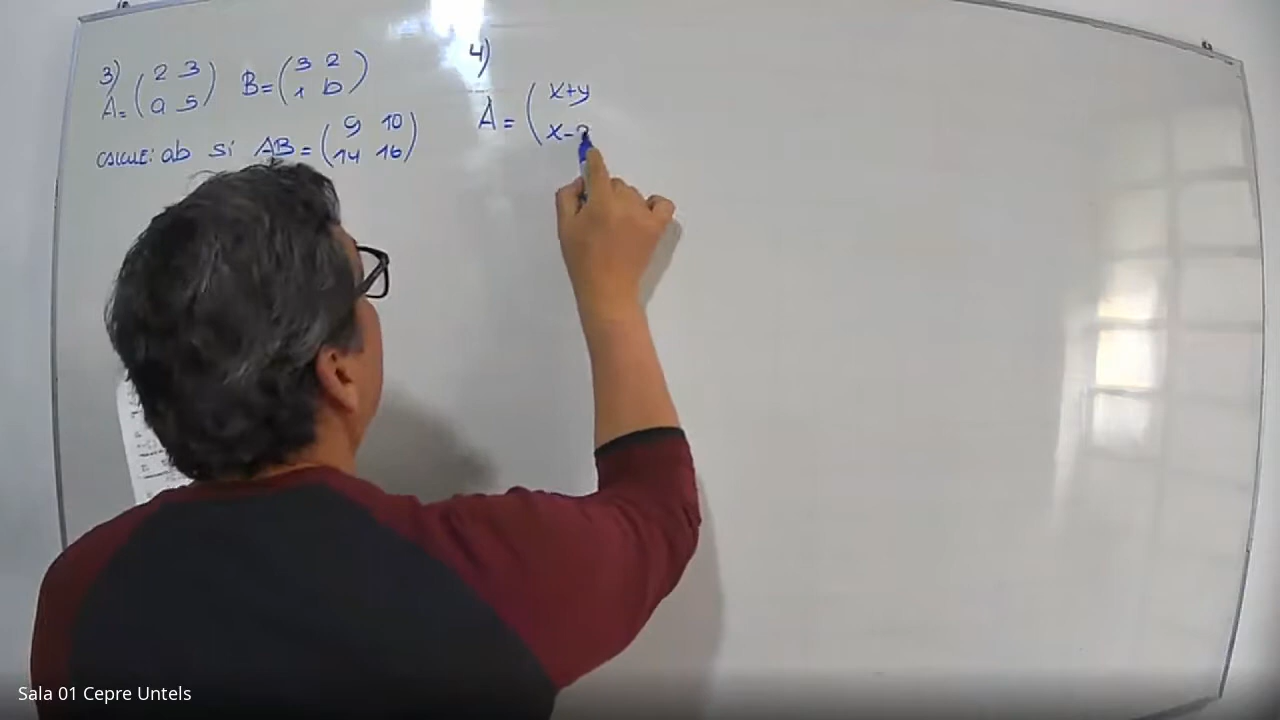 3)
A = ( 2 3
a 5 ) B = ( 3 2
1 b )
CALCULE: ab si AB = ( 9 10
14 16 )
4)
A = ( x+y
x-
Sala 01 Cepre Untels